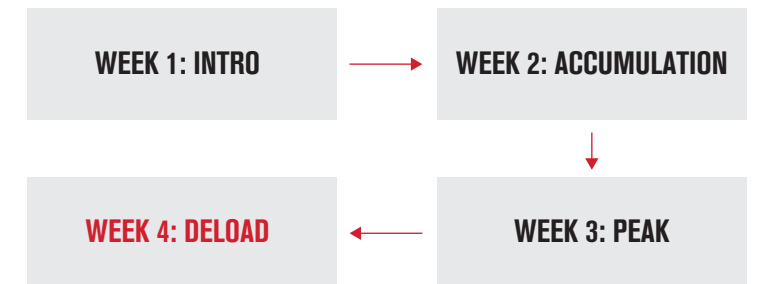 WEEK 1: INTRO
WEEK 2: ACCUMULATION
WEEK 3: PEAK
WEEK 4: DELOAD